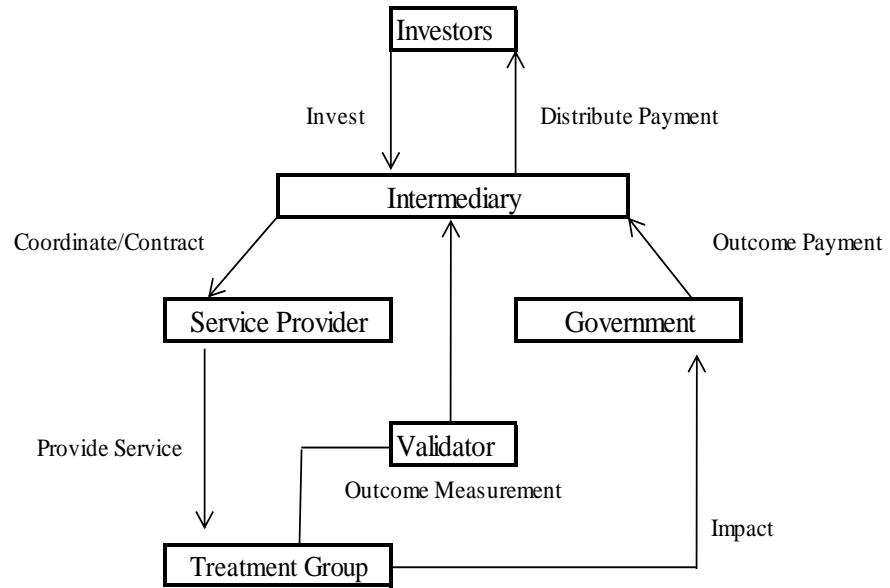 Investors
Invest
Distribute Payment
Intermediary
Coordinate/Contract
Outcome Payment
Service Provider
Government
Provide Service
Validator
Outcome Measurement
Impact
Treatment Group